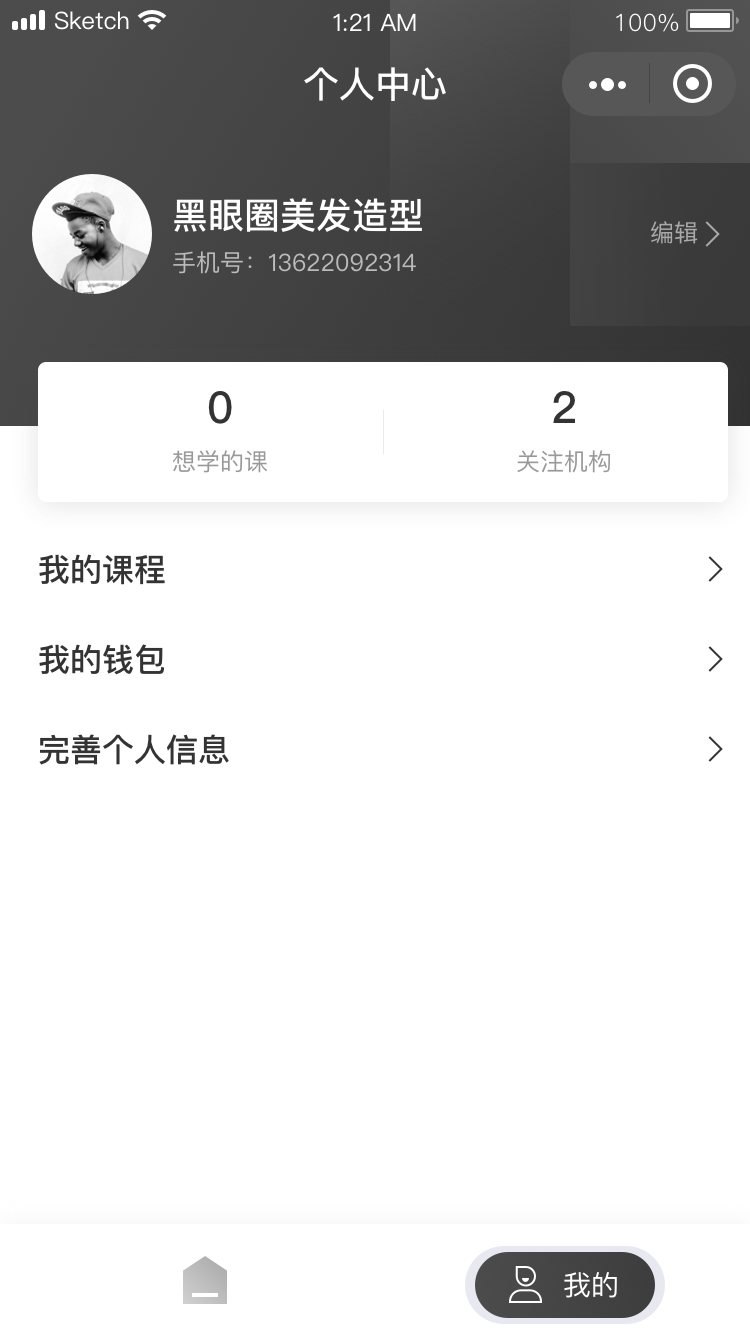 Sketch 1:21 AM 100%
个人中心
黑眼圈美发造型
手机号：13622092314
编辑
0 2
想学的课 关注机构
我的课程
我的钱包
完善个人信息
我的